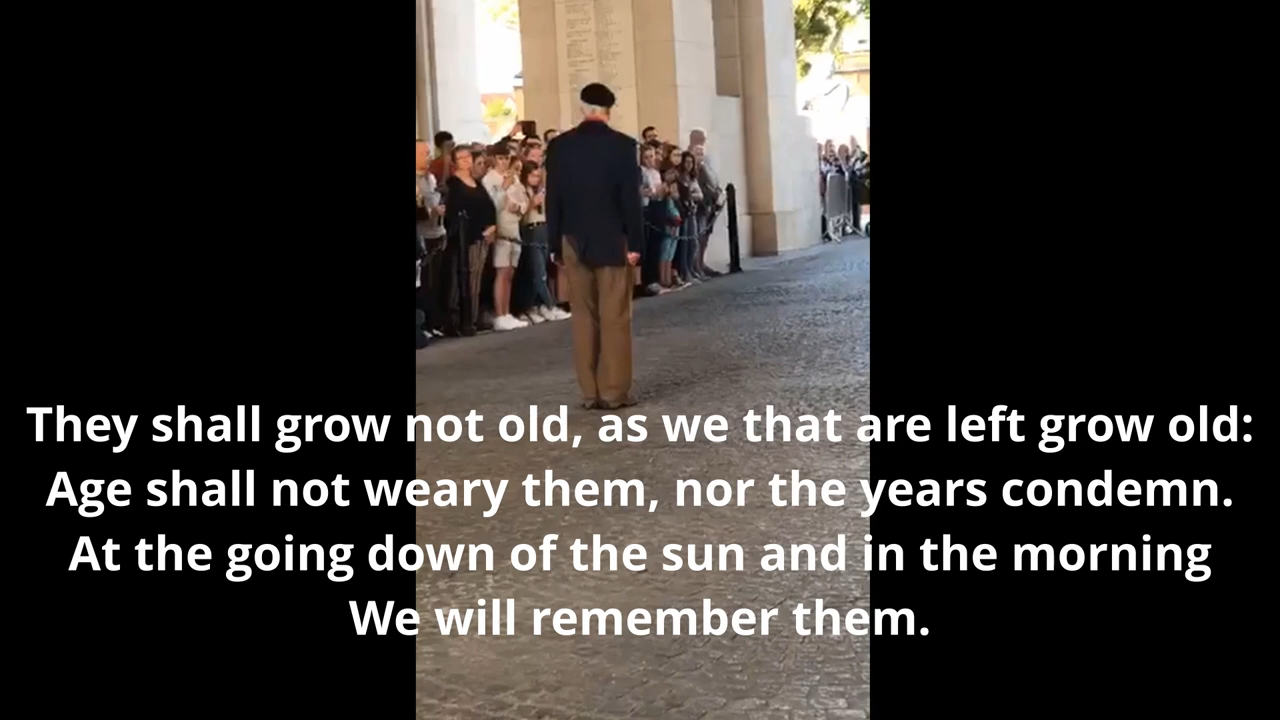 They shall grow not old, as we that are left grow old:
Age shall not weary them, nor the years condemn.
At the going down of the sun and in the morning
We will remember them.